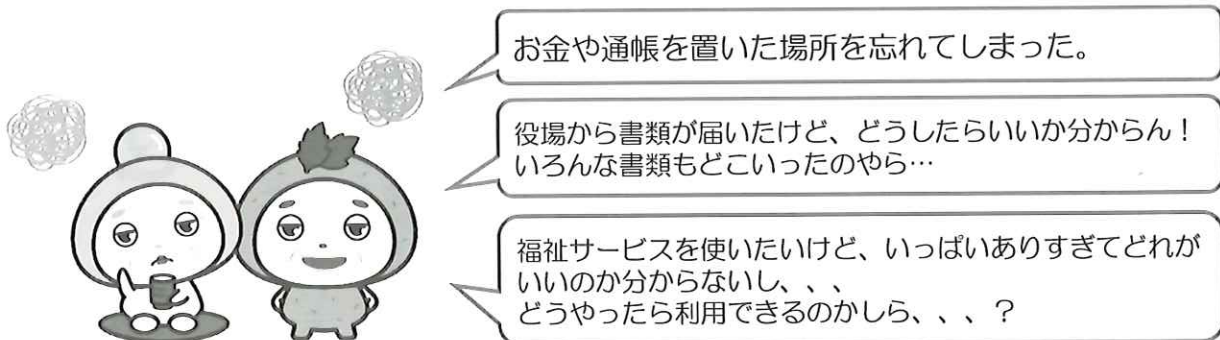 お金や通帳を置いた場所を忘れてしまった。
役場から書類が届いたけど、どうしたらいいか分からん！
いろんな書類もどこいったのやら…
福祉サービスを使いたいけど、いっぱいありすぎてどれが
いいのか分からないし、、、
どうやったら利用できるのかしら、、、？